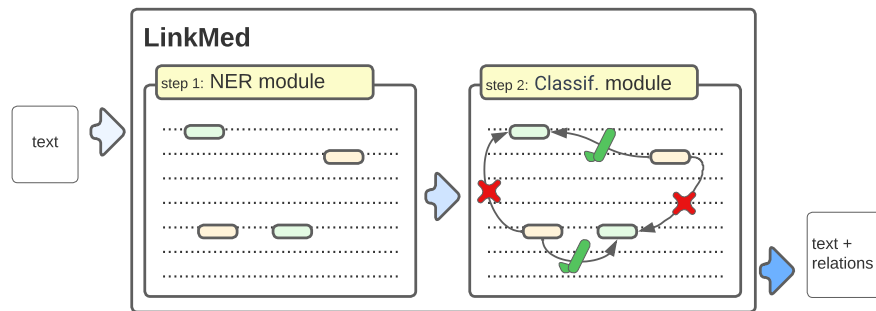 LinkMed
step 1: NER module
step 2: Classif. module
text
text +
relations